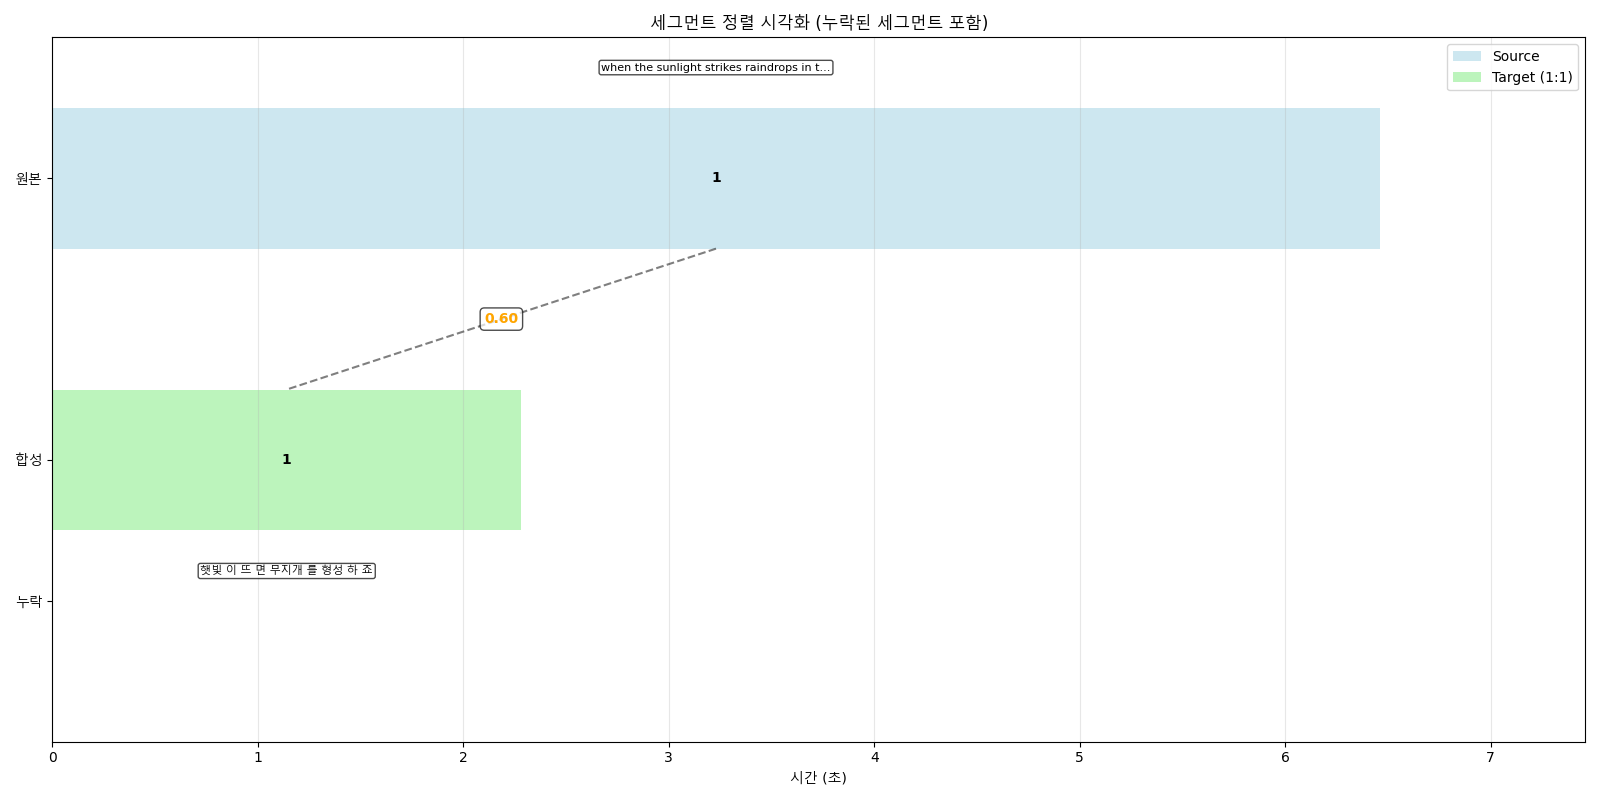 세그먼트 정렬 시각화 (누락된 세그먼트 포함)
when the sunlight strikes raindrops in t...
Source
Target (1:1)
원본
1
0.60
합성
1
햇빛 이 뜨 면 무지개 를 형성 하 죠
누락
0 1 2 3 4 5 6 7
시간 (초)